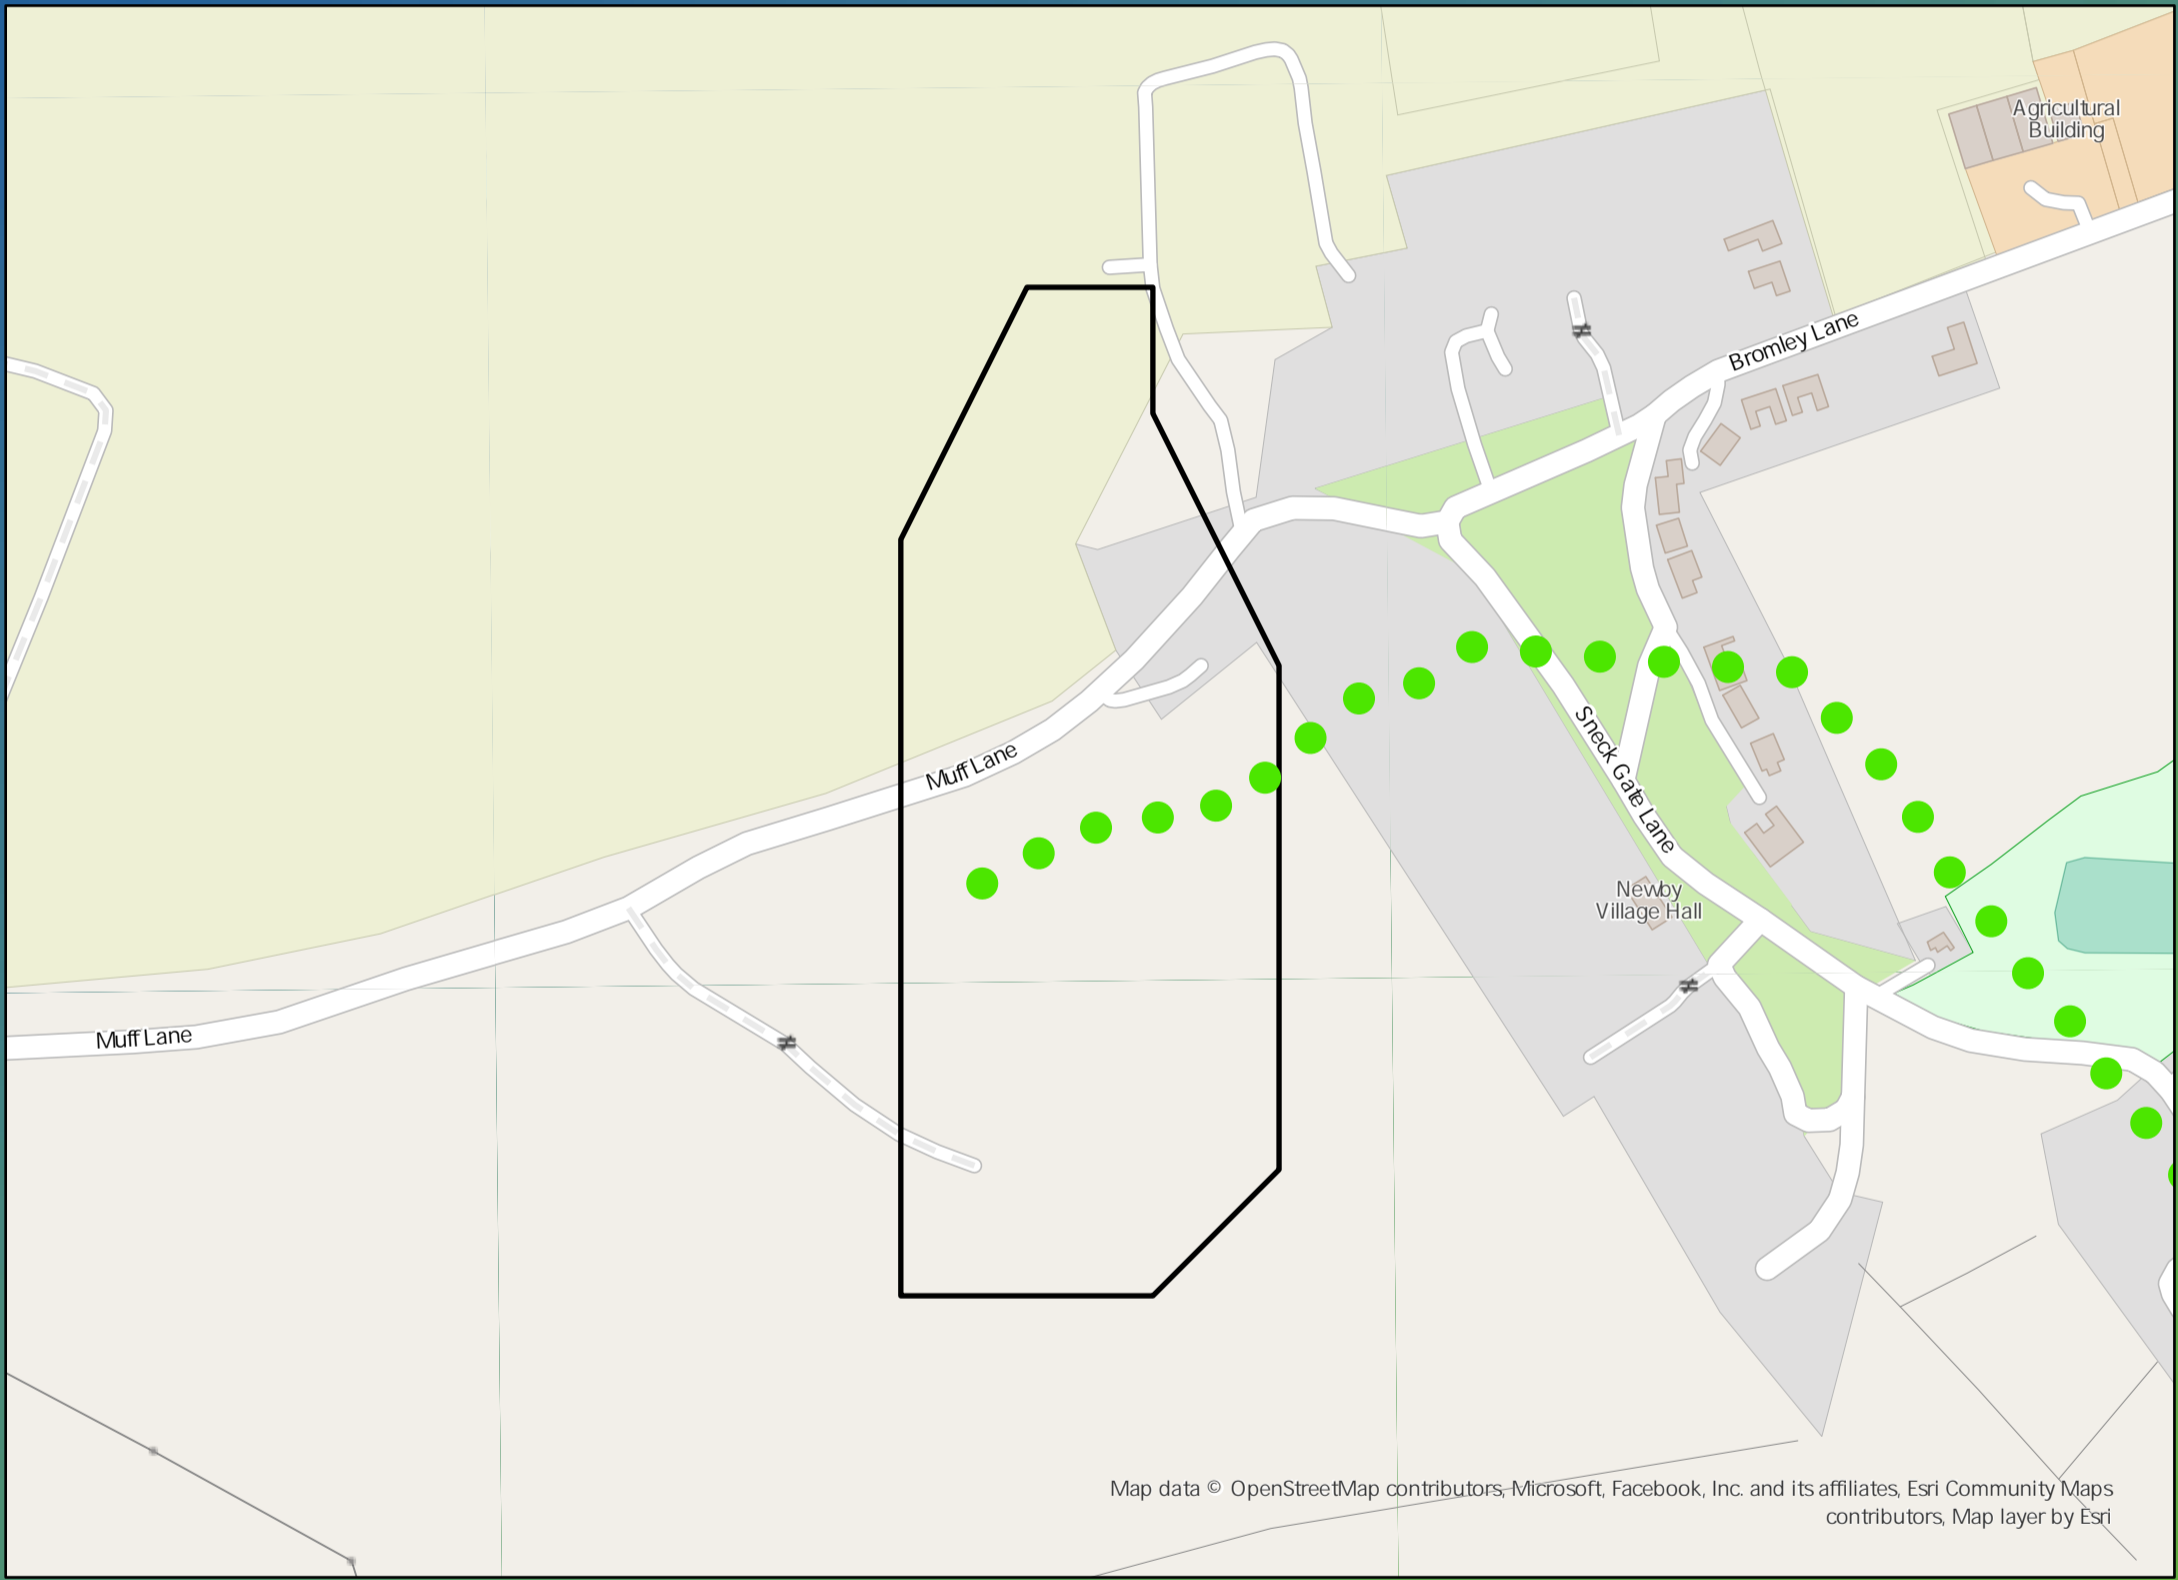 Agricultural
Building
Bromley Lane
Muff Lane
Sneck Gate Lane
Newby
Village Hall
Muff Lane
Map data © OpenStreetMap contributors, Microsoft, Facebook, Inc. and its affiliates, Esri Community Maps
contributors, Map layer by Esri